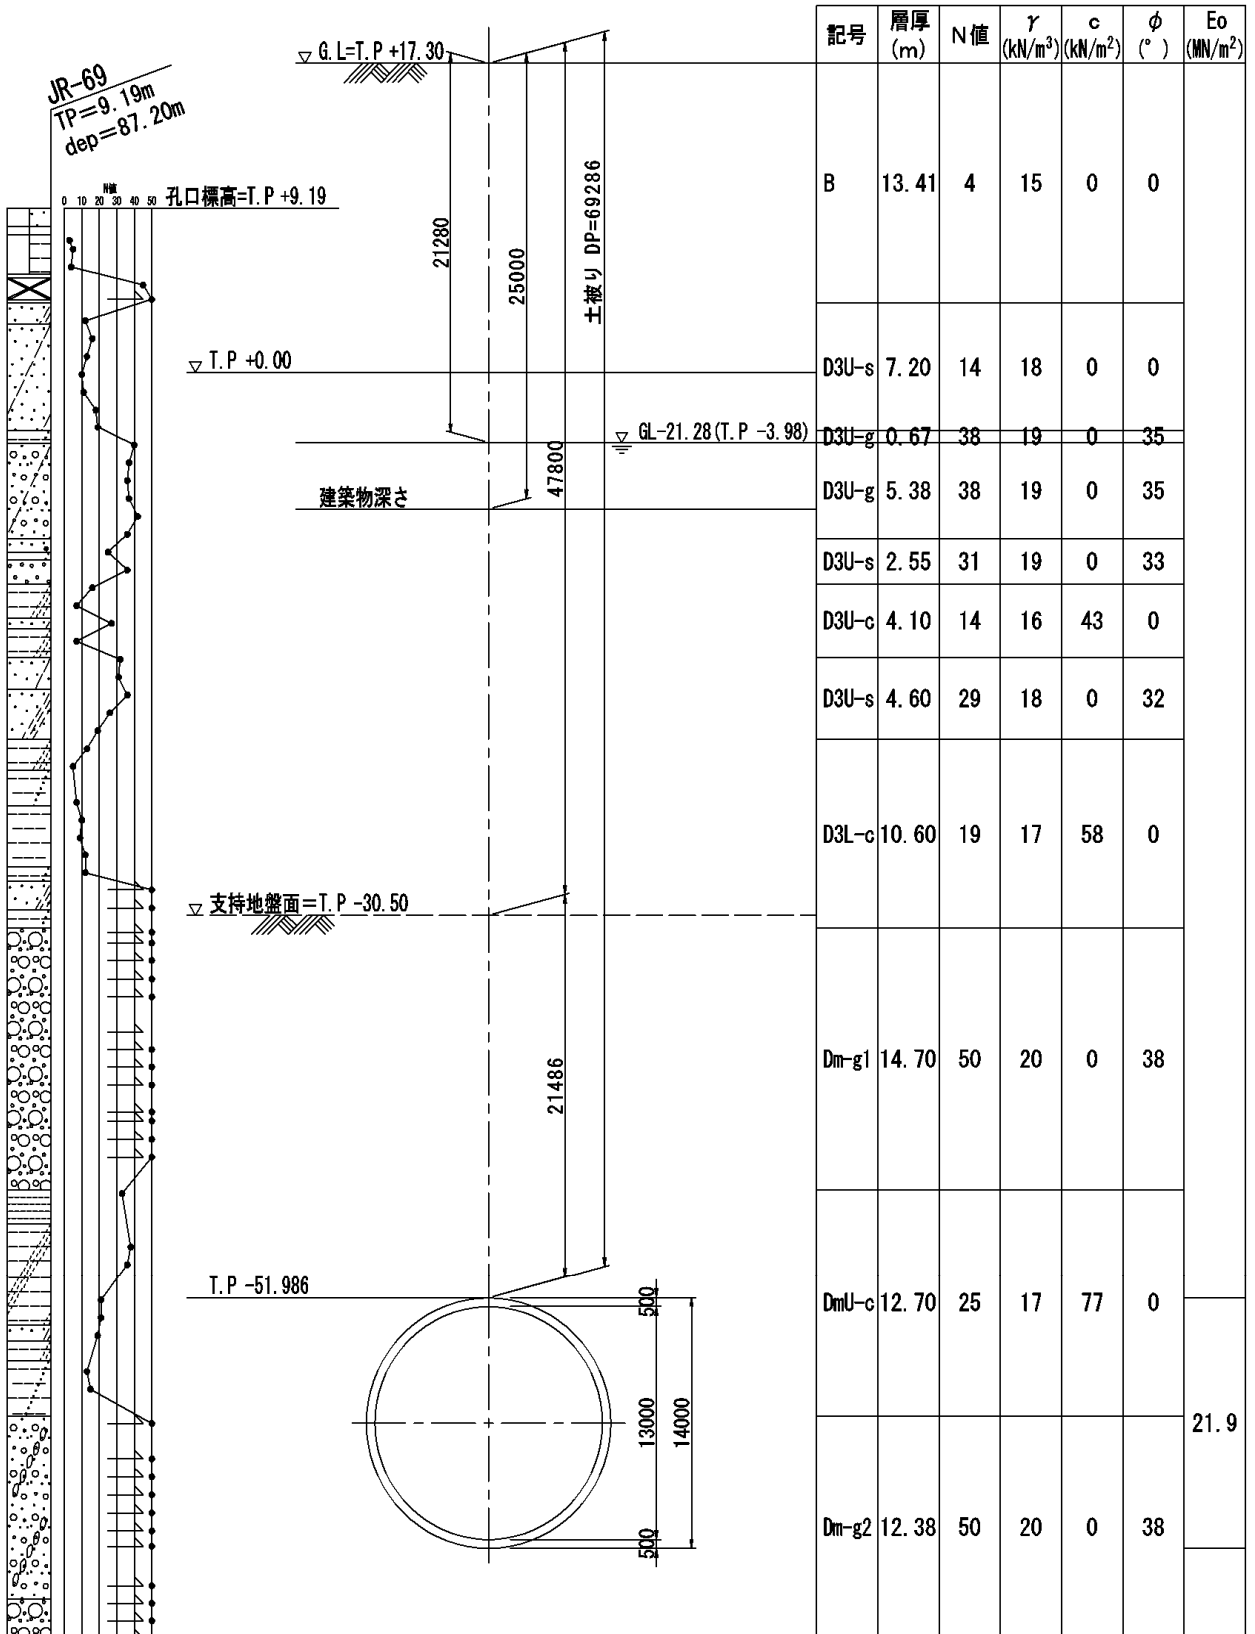 記号 層厚(m) N値 γ(kN/m³) c(kN/m²) φ(°) Eo(MN/m²)
G.L=T.P +17.30
JR-69
TP=9.19m
dep=87.20m
N値
0 10 20 30 40 50
孔口標高=T.P +9.19
21280
25000
土被り DP=69286
47800
B 13.41 4 15 0 0
T.P +0.00
D3U-s 7.20 14 18 0 0
GL-21.28(T.P -3.98)
D3U-g 0.67 38 19 0 35
建築物深さ
D3U-g 5.38 38 19 0 35
D3U-s 2.55 31 19 0 33
D3U-c 4.10 14 16 43 0
D3U-s 4.60 29 18 0 32
D3L-c 10.60 19 17 58 0
支持地盤面=T.P -30.50
21486
Dm-g1 14.70 50 20 0 38
T.P -51.986
DmU-c 12.70 25 17 77 0
500
13000
14000
500
21.9
Dm-g2 12.38 50 20 0 38